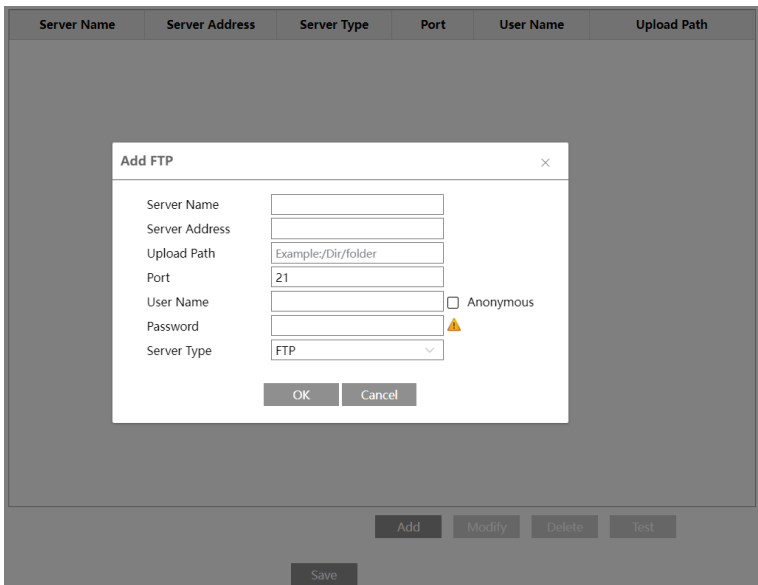 Server Name Server Address Server Type Port User Name Upload Path
Add FTP
Server Name
Server Address
Upload Path Example:/Dir/folder
Port 21
User Name Anonymous
Password
Server Type FTP
OK Cancel
Add Modify Delete Test
Save